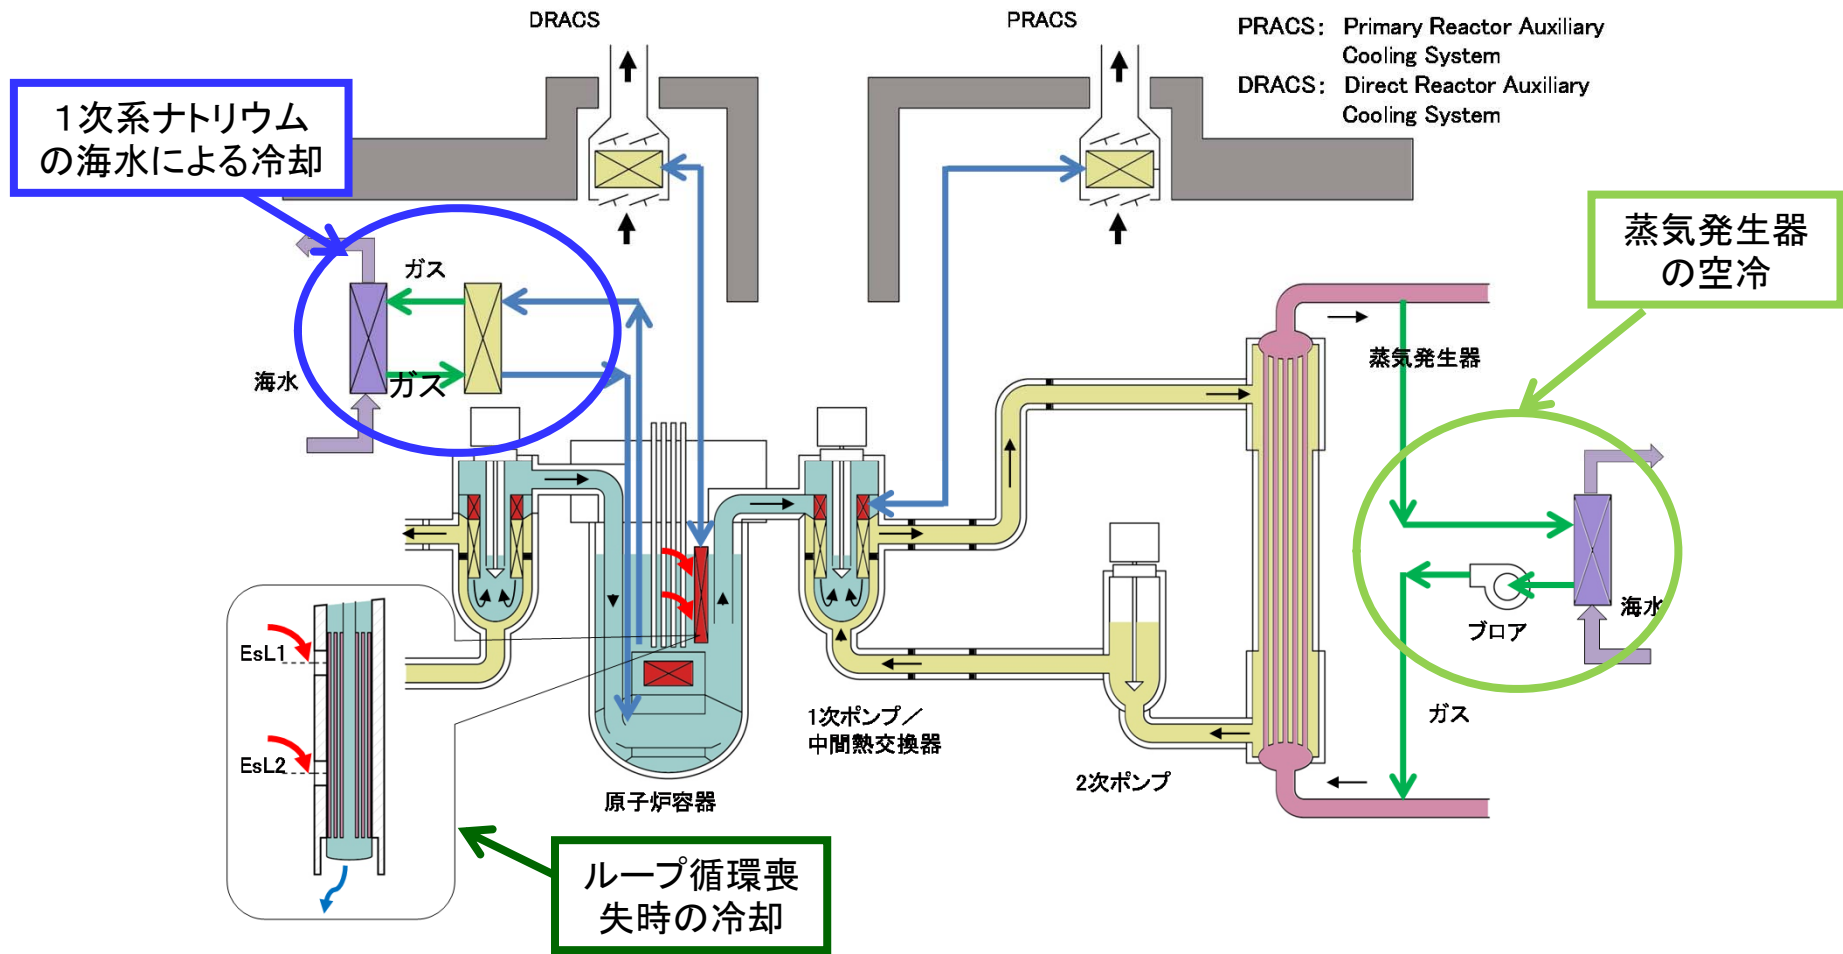 DRACS
PRACS
PRACS: Primary Reactor Auxiliary
Cooling System
DRACS: Direct Reactor Auxiliary
Cooling System
1次系ナトリウム
の海水による冷却
蒸気発生器
の空冷
ガス
ガス
海水
蒸気発生器
海水
ブロア
ガス
EsL1
EsL2
1次ポンプ/
中間熱交換器
2次ポンプ
原子炉容器
ループ循環喪
失時の冷却